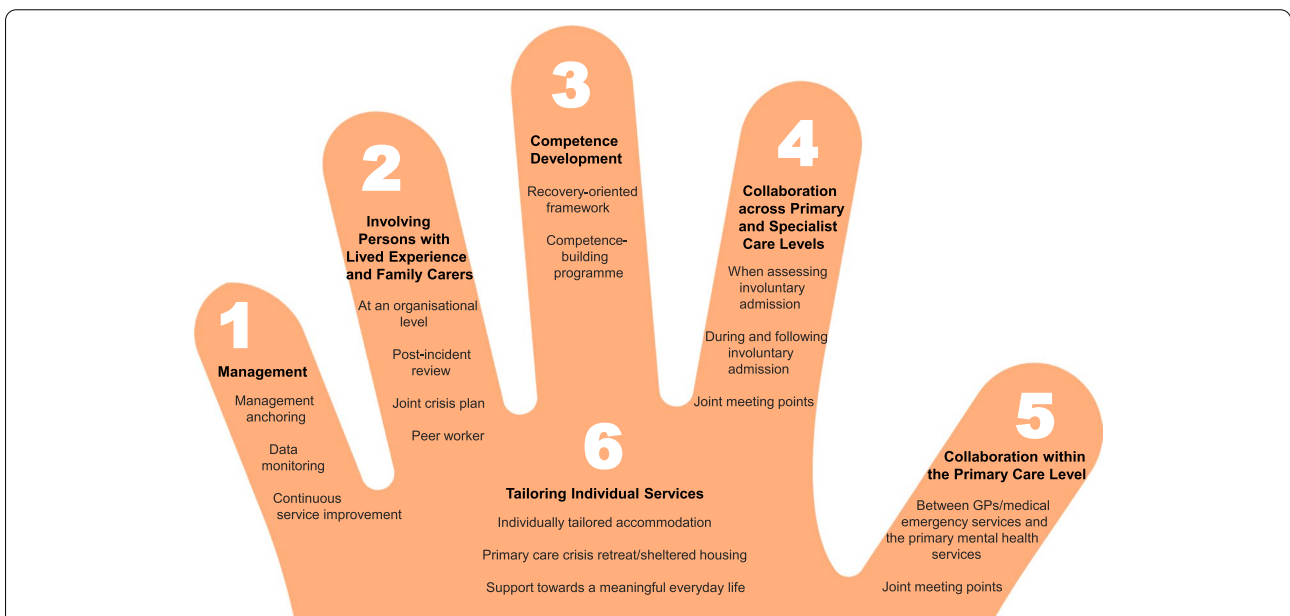 1
Management
Management
anchoring
Data
monitoring
Continuous
service improvement
2
Involving
Persons with
Lived Experience
and Family Carers
At an organisational
level
Post-incident
review
Joint crisis plan
Peer worker
3
Competence
Development
Recovery-oriented
framework
Competence-
building
programme
4
Collaboration
across Primary
and Specialist
Care Levels
When assessing
involuntary
admission
During and following
involuntary
admission
Joint meeting points
5
Collaboration within
the Primary Care Level
Between GPs/medical
emergency services and
the primary mental health
services
Joint meeting points
6
Tailoring Individual Services
Individually tailored accommodation
Primary care crisis retreat/sheltered housing
Support towards a meaningful everyday life